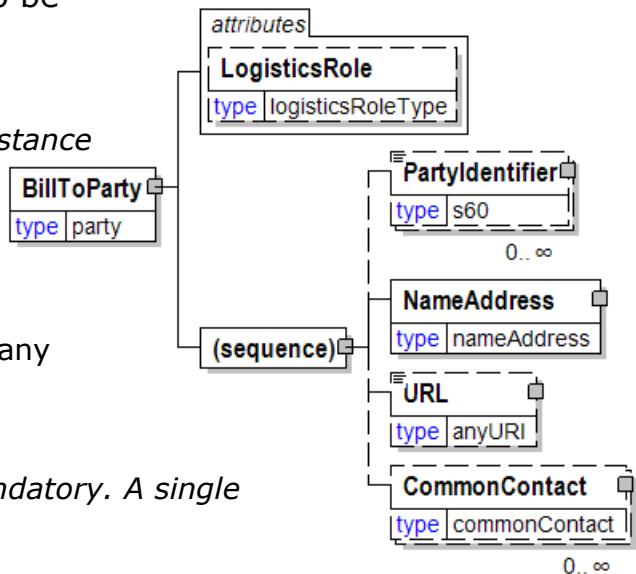 be
attributes
LogisticsRole
type logisticsRoleType
stance
BillToParty
type party
PartyIdentifier
type s60
0.. ∞
NameAddress
type nameAddress
any
(sequence)
URL
type anyURI
ndatory. A single
CommonContact
type commonContact
0.. ∞